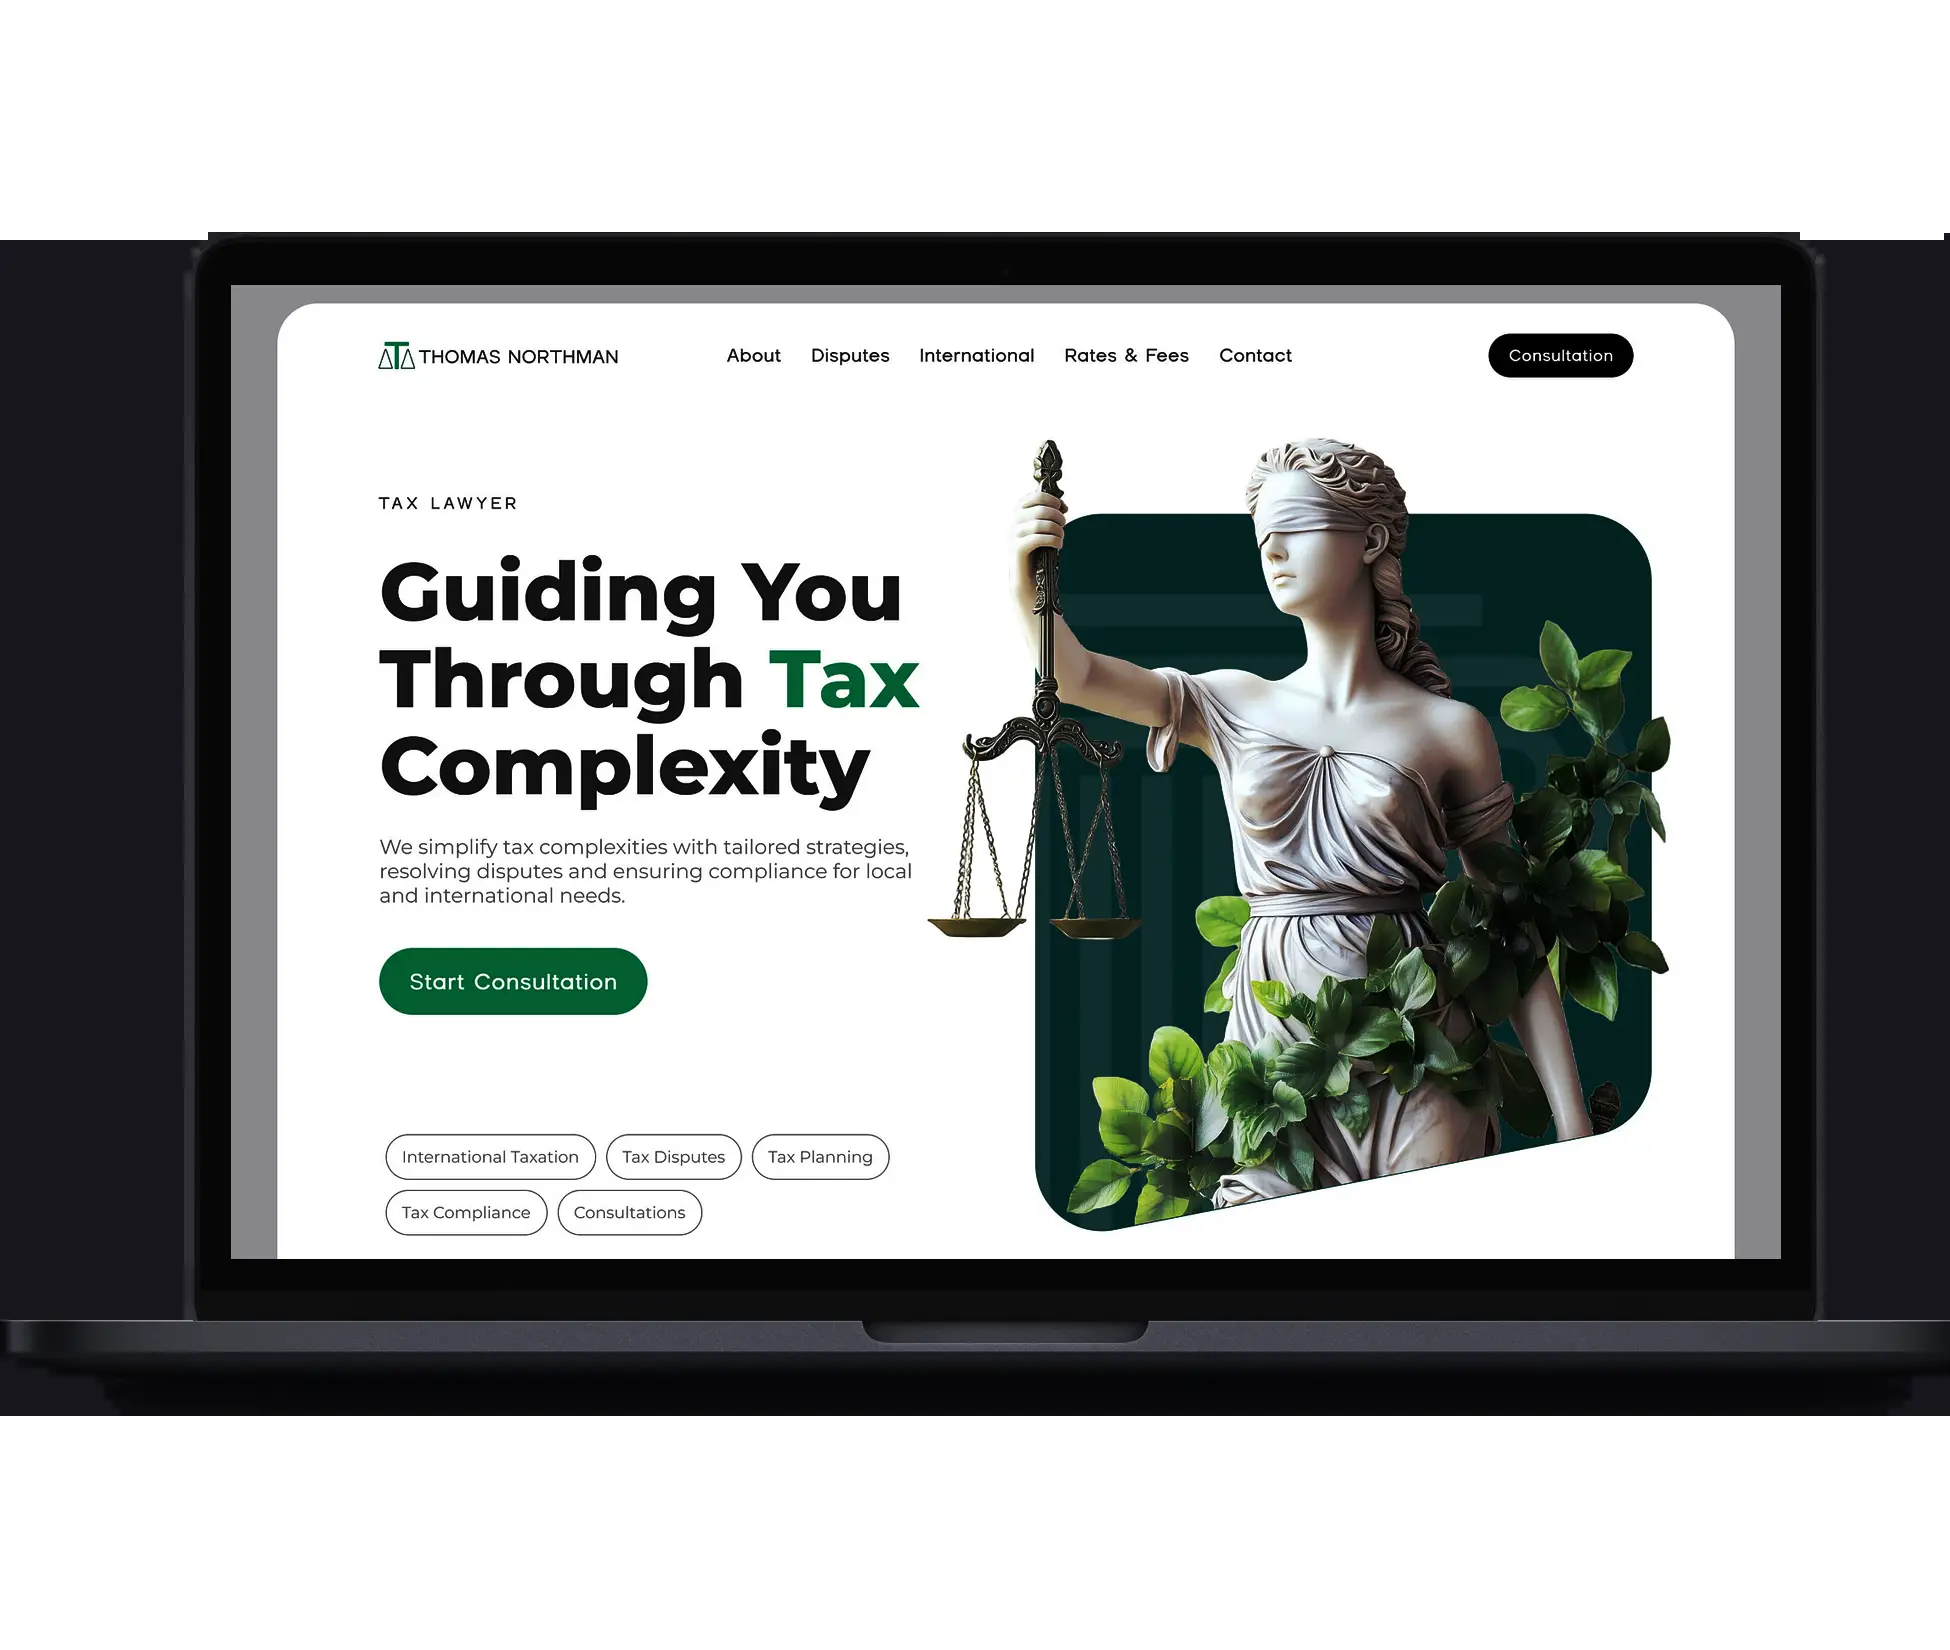 THOMAS NORTHMAN
About
Disputes
International
Rates & Fees
Contact
Consultation
TAX LAWYER
Guiding You
Through Tax
Complexity
We simplify tax complexities with tailored strategies,
resolving disputes and ensuring compliance for local
and international needs.
Start Consultation
International Taxation
Tax Disputes
Tax Planning
Tax Compliance
Consultations